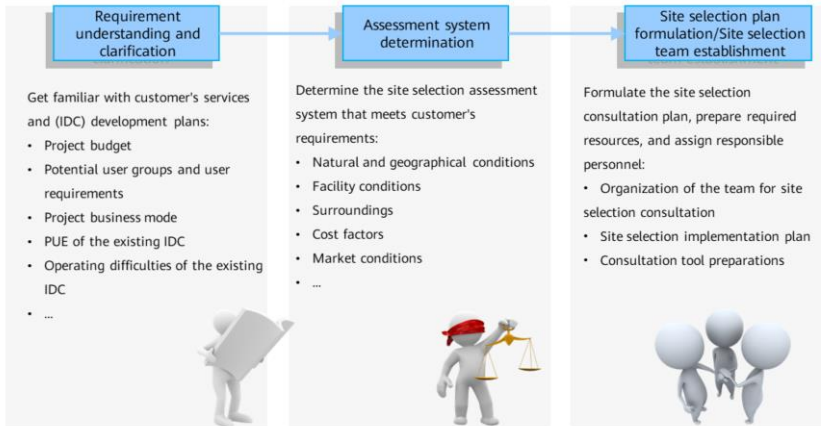 Requirement
understanding and
clarification
Assessment system
determination
Site selection plan
formulation/Site selection
team establishment
Get familiar with customer's services
and (IDC) development plans:
• Project budget
• Potential user groups and user
requirements
• Project business mode
• PUE of the existing IDC
• Operating difficulties of the existing
IDC
• ...
Determine the site selection assessment
system that meets customer's
requirements:
• Natural and geographical conditions
• Facility conditions
• Surroundings
• Cost factors
• Market conditions
• ...
Formulate the site selection
consultation plan, prepare required
resources, and assign responsible
personnel:
• Organization of the team for site
selection consultation
• Site selection implementation plan
• Consultation tool preparations